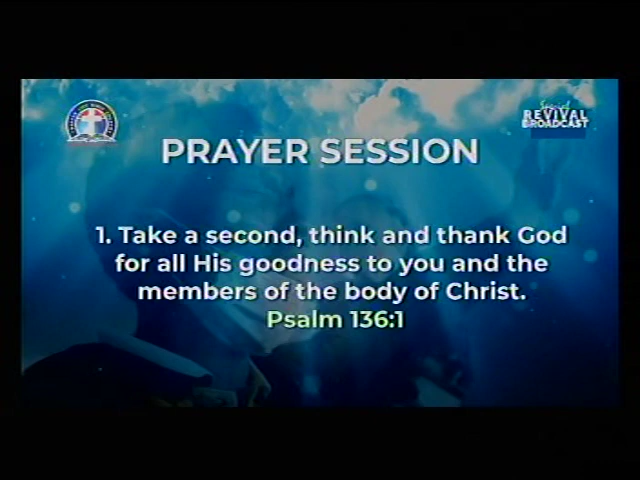 Special
REVIVAL
BROADCAST
PRAYER SESSION
1. Take a second, think and thank God
for all His goodness to you and the
members of the body of Christ.
Psalm 136:1